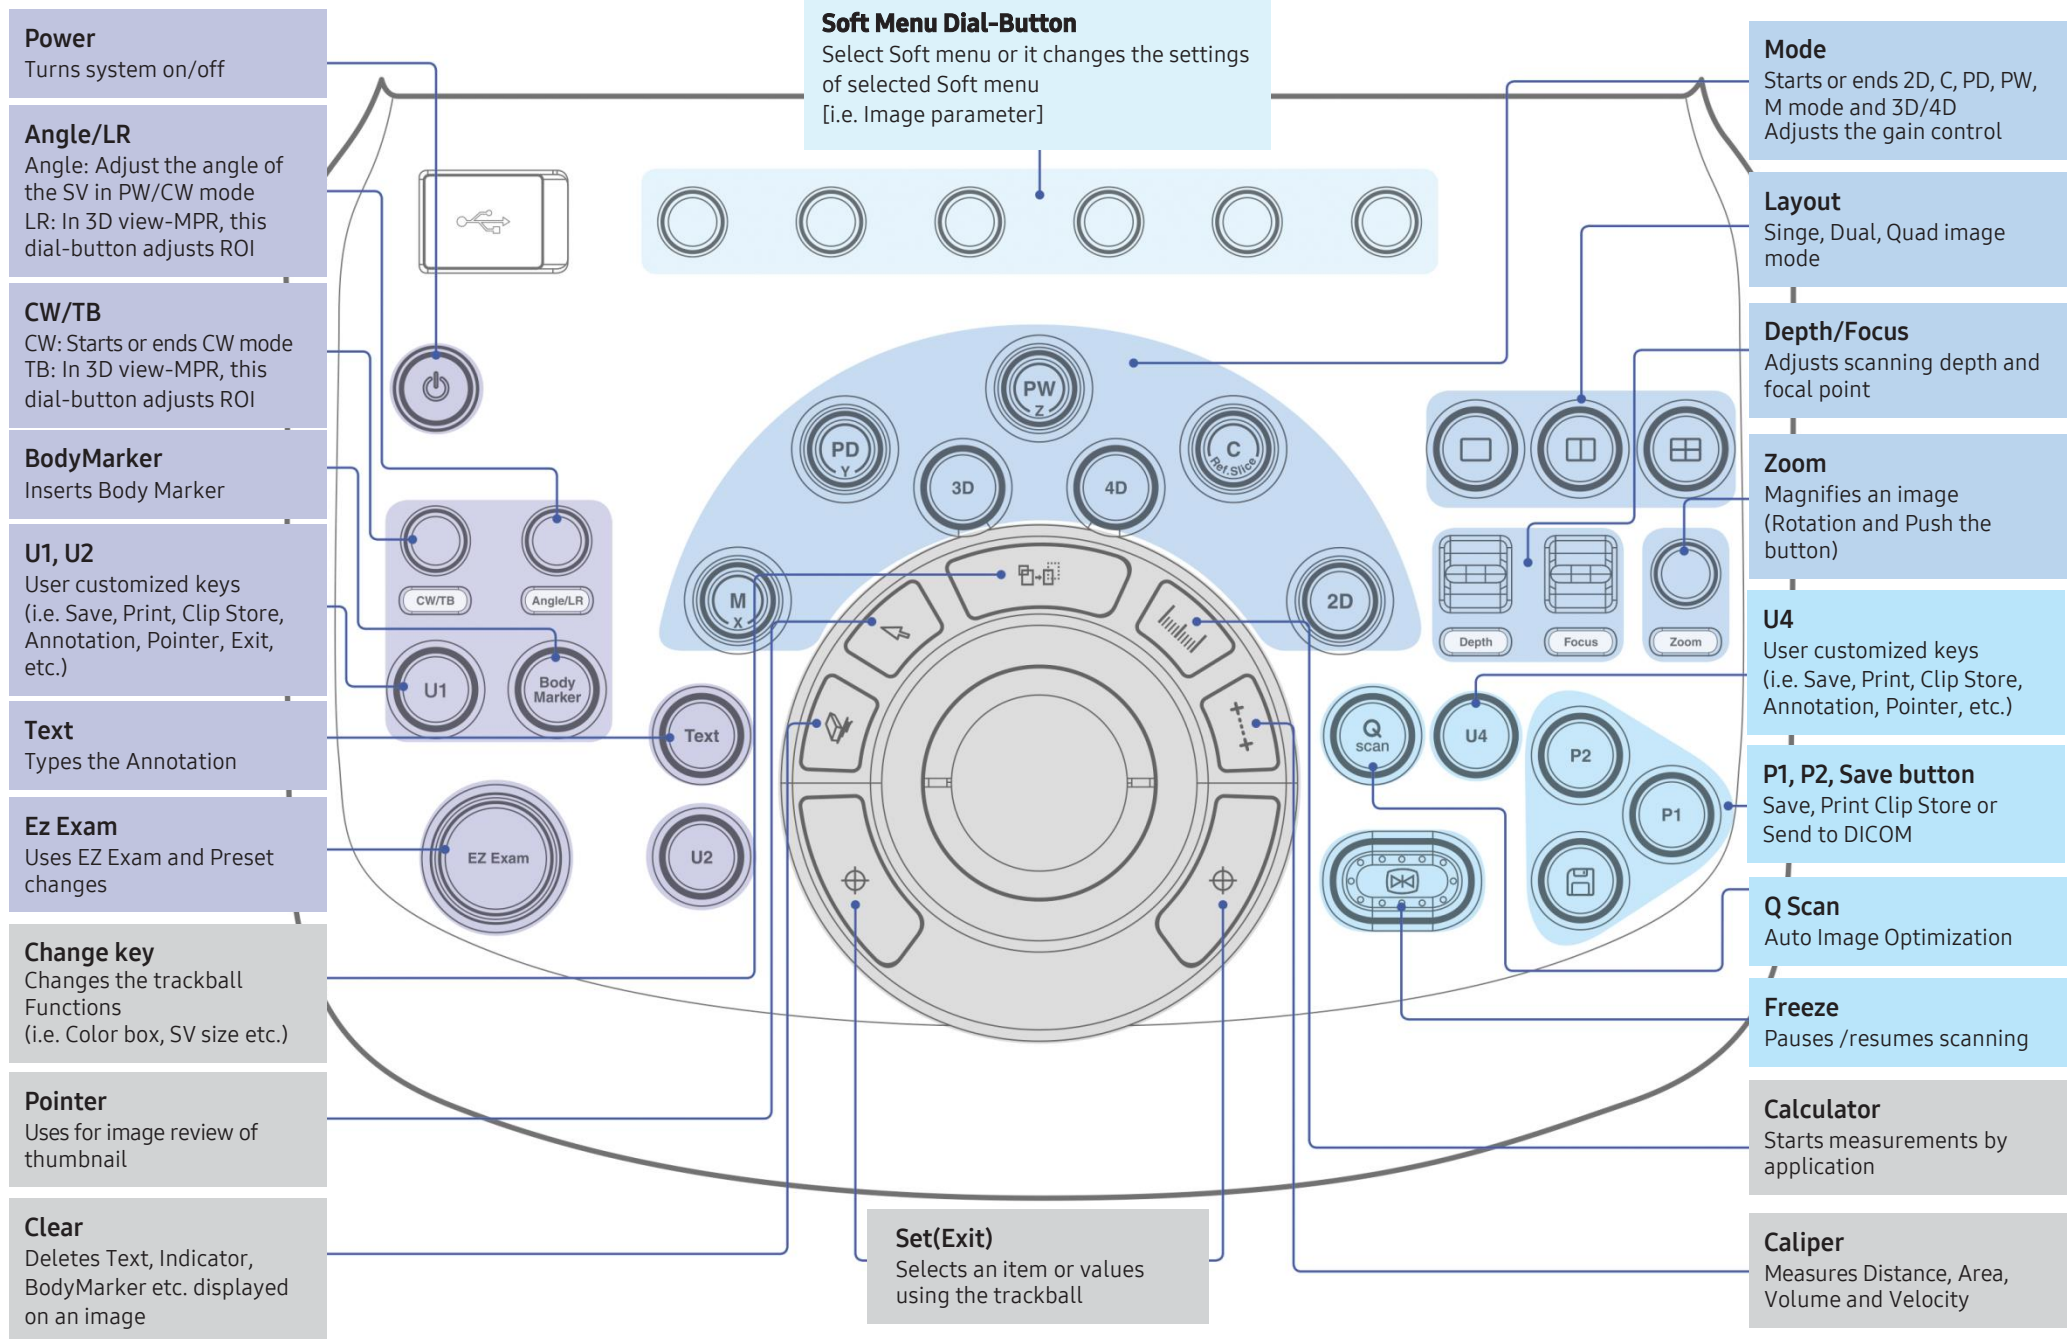 Power
Turns system on/off
Angle/LR
Angle: Adjust the angle of
the SV in PW/CW mode
LR: In 3D view-MPR, this
dial-button adjusts ROI
CW/TB
CW: Starts or ends CW mode
TB: In 3D view-MPR, this
dial-button adjusts ROI
BodyMarker
Inserts Body Marker
U1, U2
User customized keys
(i.e. Save, Print, Clip Store,
Annotation, Pointer, Exit,
etc.)
Text
Types the Annotation
Ez Exam
Uses EZ Exam and Preset
changes
Change key
Changes the trackball
Functions
(i.e. Color box, SV size etc.)
Pointer
Uses for image review of
thumbnail
Clear
Deletes Text, Indicator,
BodyMarker etc. displayed
on an image
Soft Menu Dial-Button
Select Soft menu or it changes the settings
of selected Soft menu
[i.e. Image parameter]
PW
Z
PD
Y
C
Ref.Slice
3D
4D
M
X
2D
CW/TB
Angle/LR
U1
Body
Marker
Text
EZ Exam
U2
Depth
Focus
Zoom
Q
scan
U4
P2
P1
Set(Exit)
Selects an item or values
using the trackball
Mode
Starts or ends 2D, C, PD, PW,
M mode and 3D/4D
Adjusts the gain control
Layout
Singe, Dual, Quad image
mode
Depth/Focus
Adjusts scanning depth and
focal point
Zoom
Magnifies an image
(Rotation and Push the
button)
U4
User customized keys
(i.e. Save, Print, Clip Store,
Annotation, Pointer, etc.)
P1, P2, Save button
Save, Print Clip Store or
Send to DICOM
Q Scan
Auto Image Optimization
Freeze
Pauses /resumes scanning
Calculator
Starts measurements by
application
Caliper
Measures Distance, Area,
Volume and Velocity